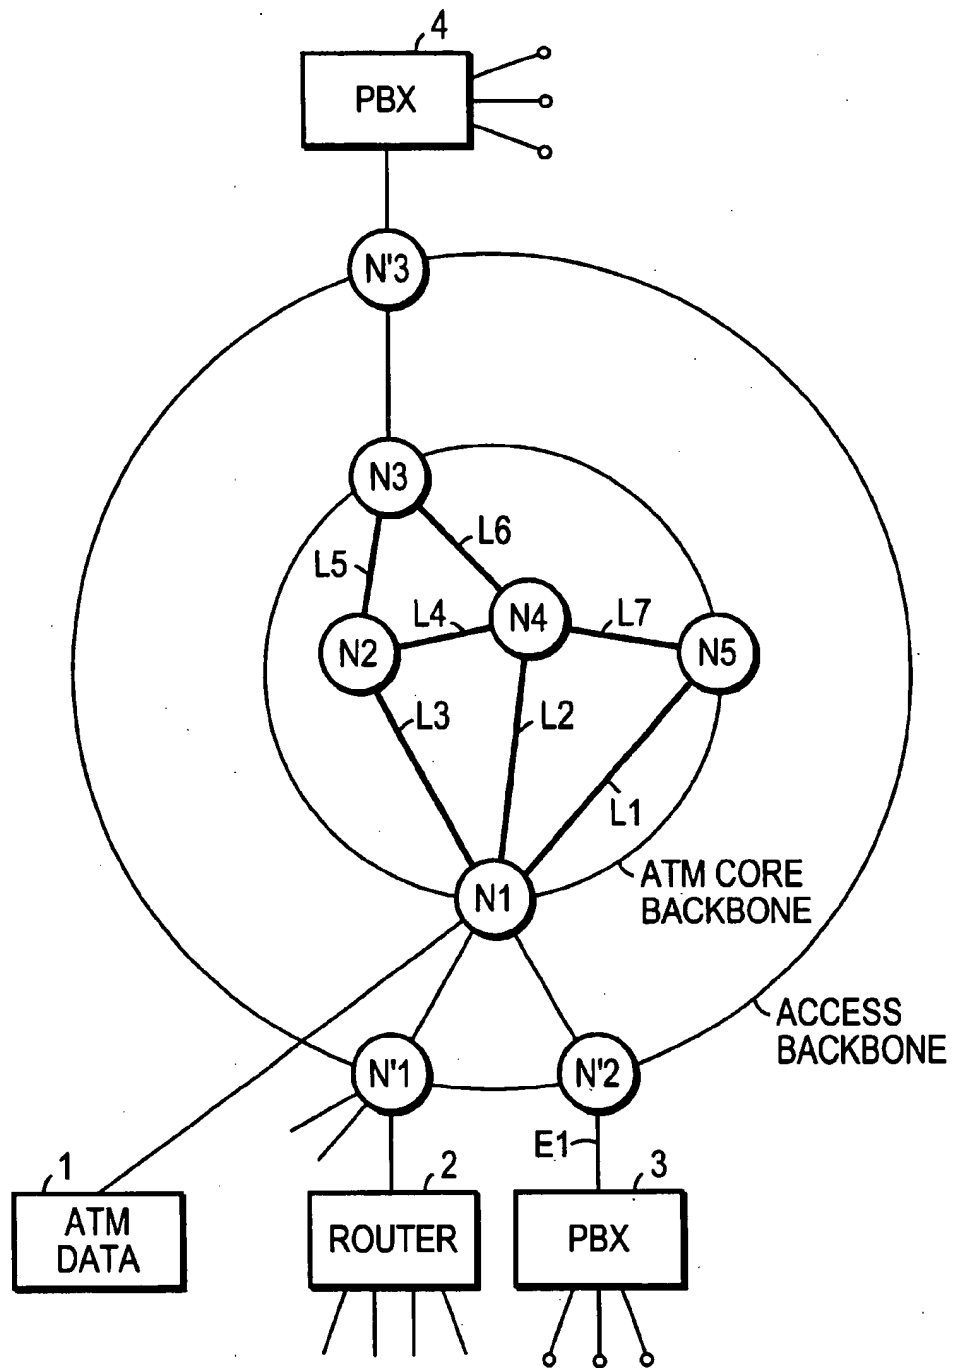 4
PBX
N'3
N3
L6
L5
L4
N4
L7
N2
N5
L3
L2
L1
ATM CORE
BACKBONE
N1
ACCESS
BACKBONE
N'1
N'2
E1
1
2
3
ATM
DATA
ROUTER
PBX